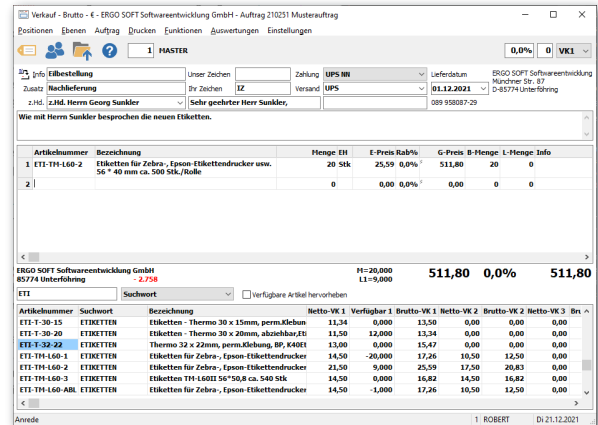 Verkauf - Brutto - € - ERGO SOFT Softwareentwicklung GmbH - Auftrag 210251 Musterauftrag
Positionen Ebenen Auftrag Drucken Funktionen Auswertungen Einstellungen
1 MASTER 0,0% 0 VK1
Info Eilbestellung Unser Zeichen Zahlung UPS NN Lieferdatum ERGO SOFT Softwareentwicklung
Zusatz Nachlieferung Ihr Zeichen IZ Versand UPS 01.12.2021 Münchner Str. 87
D-85774 Unterföhring
z.Hd. z.Hd. Herrn Georg Sunkler Sehr geehrter Herr Sunkler, 089 958087-29
Wie mit Herrn Sunkler besprochen die neuen Etiketten.
Artikelnummer Bezeichnung Menge EH E-Preis Rab% G-Preis B-Menge L-Menge Info
1 ETI-TM-L60-2 Etiketten für Zebra-, Epson-Etikettendrucker usw. 20 Stk 25,59 0,0% 511,80 20 0
56 * 40 mm ca. 500 Stk./Rolle
2 0 0,00 0,0% 0,00 0 0
ERGO SOFT Softwareentwicklung GmbH M=20,000 511,80 0,0% 511,80
85774 Unterföhring - 2.758 L1=9,000
ETI Suchwort Verfügbare Artikel hervorheben
Artikelnummer Suchwort Bezeichnung Netto-VK 1 Verfügbar 1 Brutto-VK 1 Netto-VK 2 Brutto-VK 2 Netto-VK 3
ETI-T-30-15 ETIKETTEN Etiketten - Thermo 30 x 15mm, perm.Klebun 11,34 0,000 13,50 0,00 0,00 0,00
ETI-T-30-20 ETIKETTEN Etiketten - Thermo 30 x 20mm, abziehbar,Eti 11,50 12,000 13,34 0,00 0,00 0,00
ETI-T-32-22 ETIKETTEN Thermo 32 x 22mm, perm.Klebung, BP, K40Et 13,00 0,000 15,47 0,00 0,00 0,00
ETI-TM-L60-1 ETIKETTEN Etiketten für Zebra-, Epson-Etikettendrucker 14,50 -20,000 17,26 10,50 12,50 0,00
ETI-TM-L60-2 ETIKETTEN Etiketten für Zebra-, Epson-Etikettendrucker 21,50 9,000 25,59 17,50 20,83 0,00
ETI-TM-L60-3 ETIKETTEN Etiketten TM-L60II 56*50,8 ca. 540 Stk 14,50 0,000 16,82 14,50 16,82 0,00
ETI-TM-L60-ABL ETIKETTEN Etiketten für Zebra-, Epson-Etikettendrucker 14,50 -1,000 17,26 10,50 12,50 0,00
Anrede 1 ROBERT Di 21.12.2021